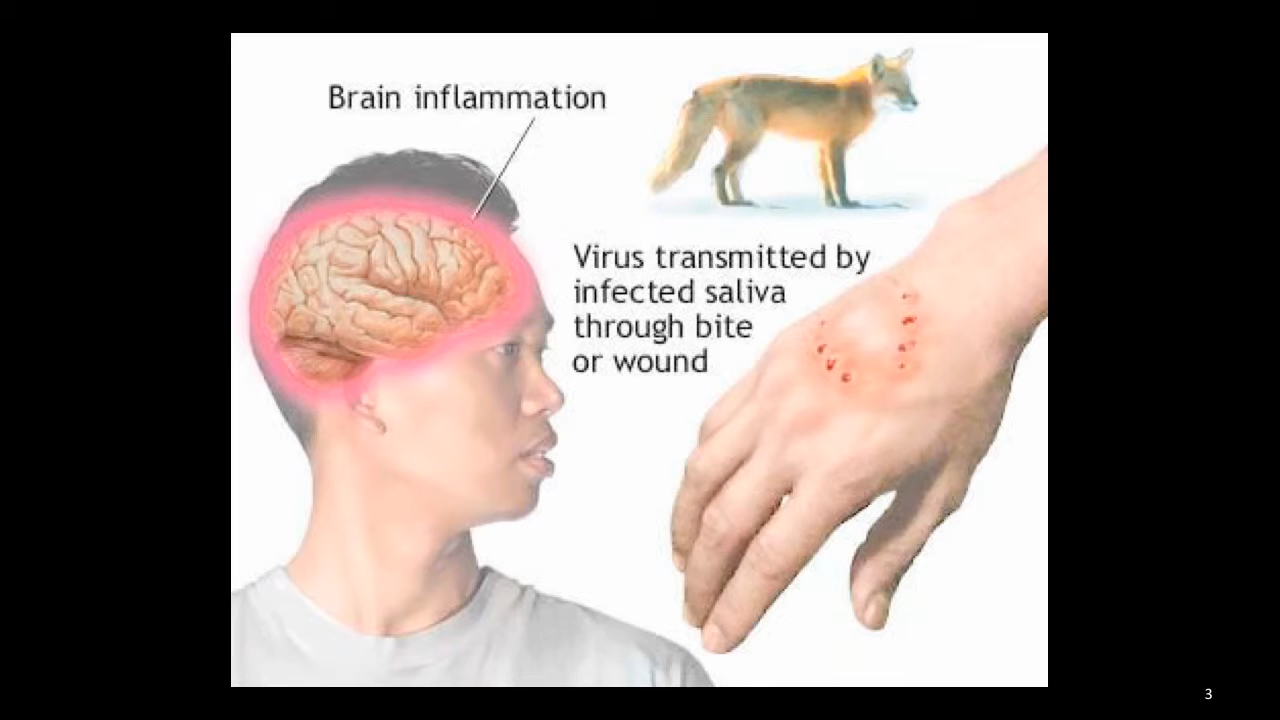 Brain inflammation
Virus transmitted by
infected saliva
through bite
or wound
3